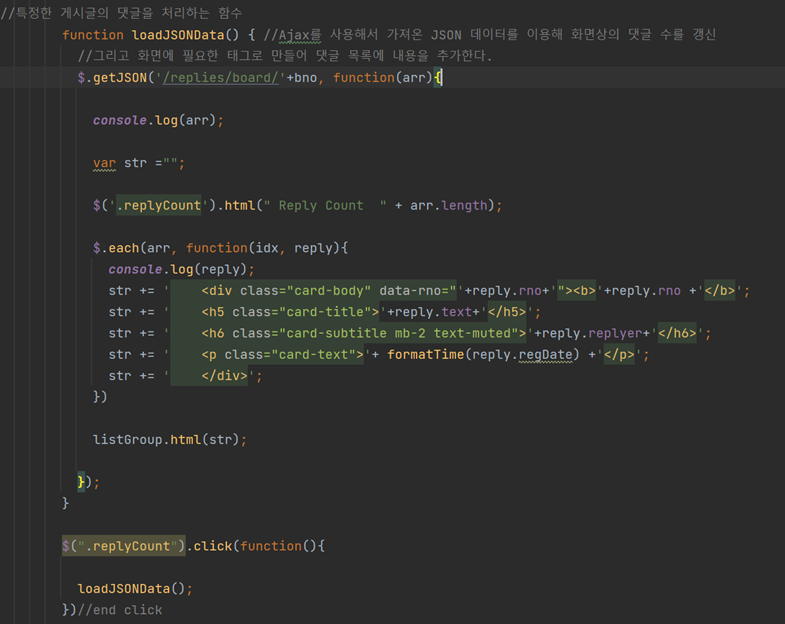 //특정한 게시글의 댓글을 처리하는 함수
function loadJSONData() { //Ajax를 사용해서 가져온 JSON 데이터를 이용해 화면상의 댓글 수를 갱신
//그리고 화면에 필요한 태그로 만들어 댓글 목록에 내용을 추가한다.
$.getJSON('/replies/board/'+bno, function(arr){
console.log(arr);
var str ="";
$('.replyCount').html(" Reply Count  " + arr.length);
$.each(arr, function(idx, reply){
console.log(reply);
str += '    <div class="card-body" data-rno="'+reply.rno+'"><b>'+reply.rno +'</b>';
str += '    <h5 class="card-title">'+reply.text+'</h5>';
str += '    <h6 class="card-subtitle mb-2 text-muted">'+reply.replyer+'</h6>';
str += '    <p class="card-text">'+ formatTime(reply.regDate) +'</p>';
str += '    </div>';
})
listGroup.html(str);
});
}
$(".replyCount").click(function(){
loadJSONData();
})//end click